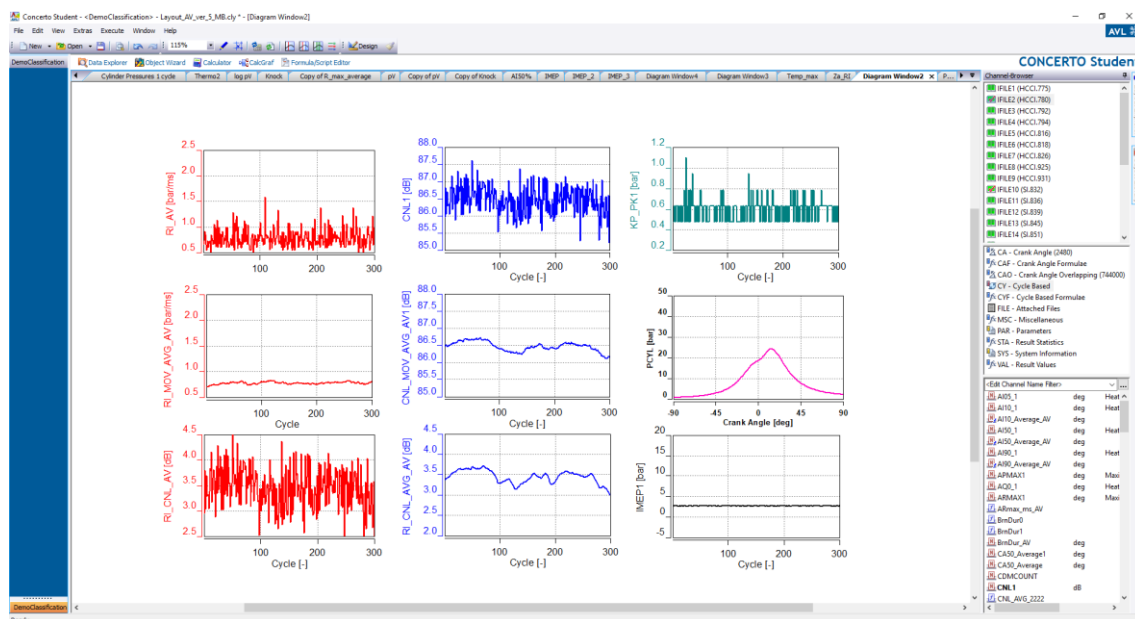 Concerto Student - <DemoClassification> - Layout_AV_ver_5_MB.cly * - [Diagram Window2]
File Edit View Extras Execute Window Help
New Open 115% Design
AVL
DemoClassification Data Explorer Object Wizard Calculator CalcGraf Formula/Script Editor
CONCERTO Student
Cylinder Pressures 1 cycle Thermo2 log pV Knock Copy of R_max_average pV Copy of pV Copy of Knock AI50% IMEP IMEP_2 IMEP_3 Diagram Window4 Diagram Window3 Temp_max Za_RI Diagram Window2 P...
RI_AV [bar/ms]
2.5
2.0
1.5
1.0
0.5
100 200 300
Cycle [-]
CNL1 [dB]
88.0
87.5
87.0
86.5
86.0
85.5
85.0
100 200 300
Cycle [-]
KP_PK1 [bar]
1.2
1.0
0.8
0.6
0.4
0.2
100 200 300
Cycle [-]
RI_MOV_AVG_AV [bar/ms]
2.5
2.0
1.5
1.0
0.5
100 200 300
Cycle
CNL_MOV_AVG_AV1 [dB]
88.0
87.5
87.0
86.5
86.0
85.5
85.0
100 200 300
Cycle [-]
PCYL [bar]
50
40
30
20
10
0
-90 -45 0 45 90
Crank Angle [deg]
RI_CNL_AV [dB]
4.5
4.0
3.5
3.0
2.5
100 200 300
Cycle [-]
RI_CNL_AVG_AV [dB]
4.5
4.0
3.5
3.0
2.5
2.0
100 200 300
Cycle [-]
IMEP1 [bar]
20
15
10
5
0
-5
100 200 300
Cycle [-]
Channel-Browser
IFILE1 (HCCI.775)
IFILE2 (HCCI.780)
IFILE3 (HCCI.792)
IFILE4 (HCCI.794)
IFILE5 (HCCI.816)
IFILE6 (HCCI.818)
IFILE7 (HCCI.826)
IFILE8 (HCCI.925)
IFILE9 (HCCI.931)
IFILE10 (SI.832)
IFILE11 (SI.836)
IFILE12 (SI.839)
IFILE13 (SI.845)
IFILE14 (SI.851)
CA - Crank Angle (2480)
CAF - Crank Angle Formulae
CAO - Crank Angle Overlapping (744000)
CY - Cycle Based
CYF - Cycle Based Formulae
FILE - Attached Files
MSC - Miscellaneous
PAR - Parameters
STA - Result Statistics
SYS - System Information
VAL - Result Values
<Edit Channel Name Filter> ...
AI05_1 deg Heat
AI10_1 deg Heat
AI10_Average_AV deg
AI50_1 deg Heat
AI50_Average_AV deg
AI90_1 deg Heat
AI90_Average_AV deg
APMAX1 deg Maxi
AQ0_1 deg Heat
ARMAX1 deg Maxi
ARmax_ms_AV
BrnDur0
BrnDur1
BrnDur_AV deg
CA50_Average1 deg
CA50_Average deg
CDMCOUNT
CNL1 dB
CNL_AVG_2222
DemoClassification